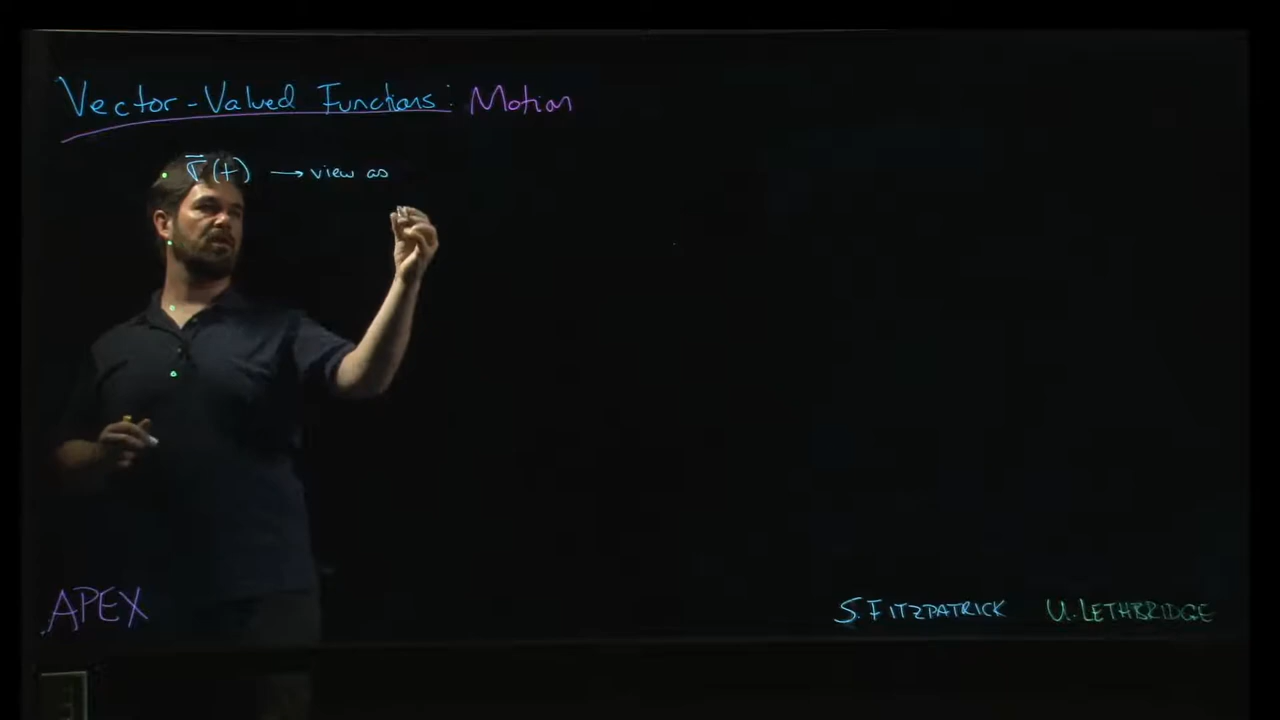 Vector-Valued Functions: Motion
r⃗(t) → view as
APEX
S. FITZPATRICK U. LETHBRIDGE